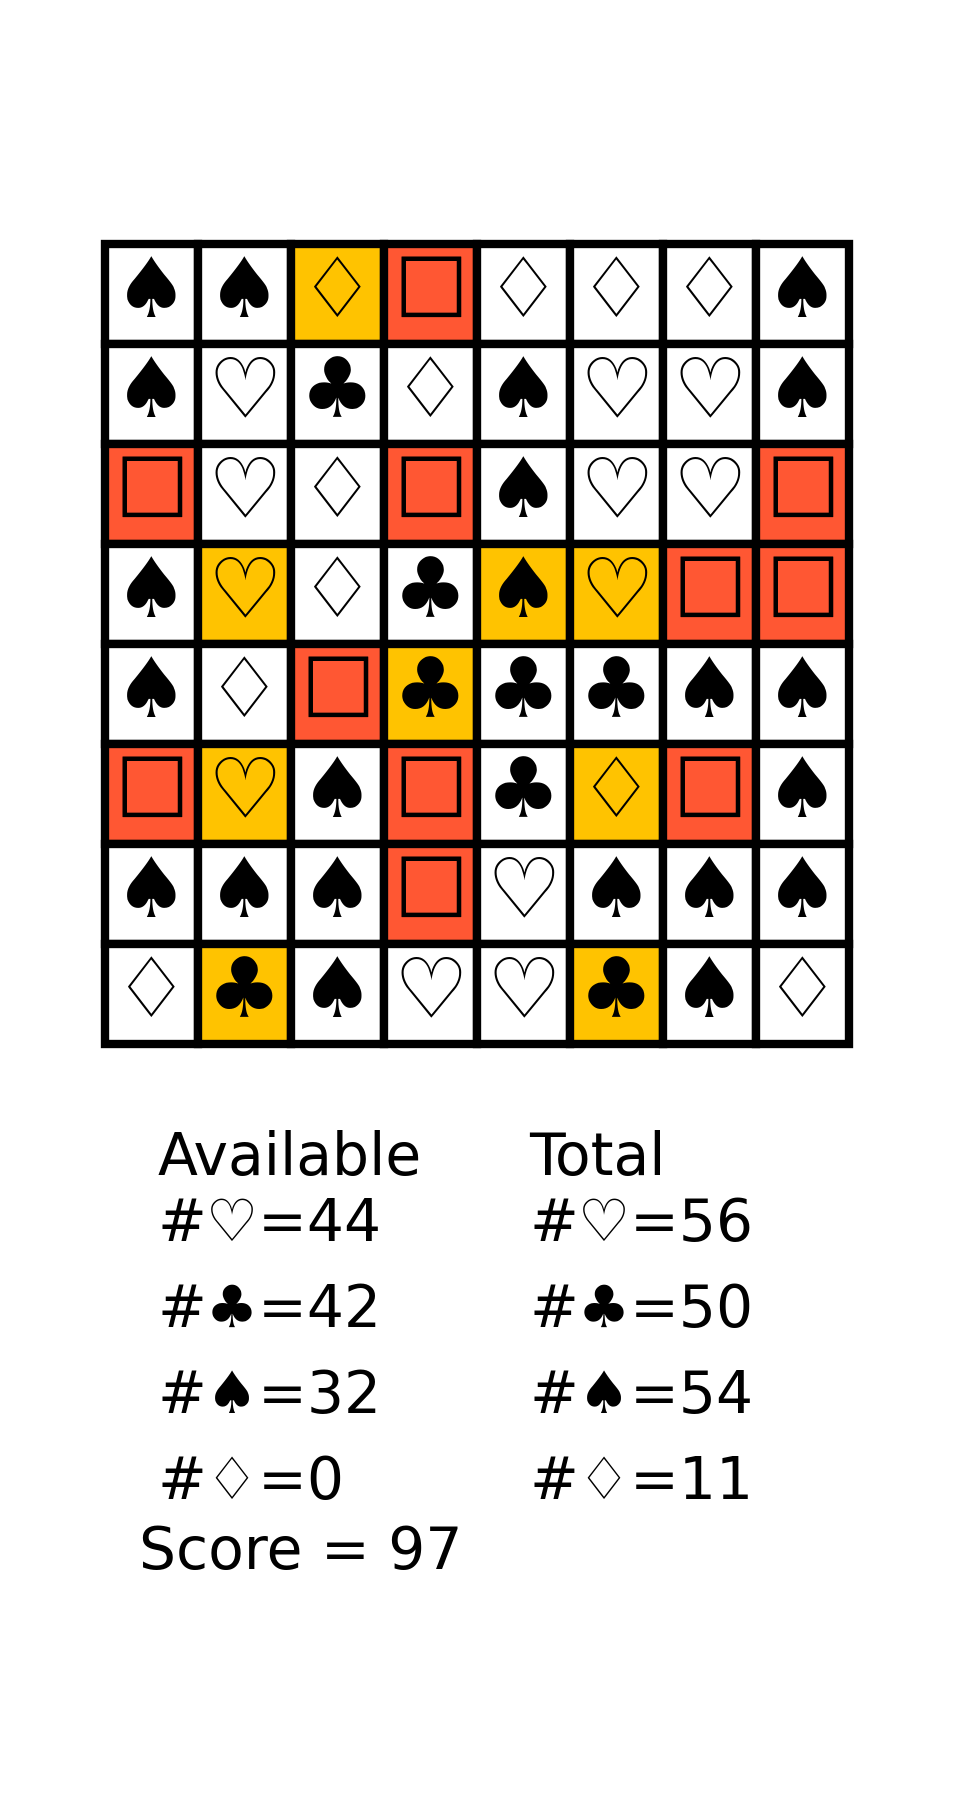 ♠ ♠ ♢ □ ♢ ♢ ♢ ♠
♠ ♡ ♣ ♢ ♠ ♡ ♡ ♠
□ ♡ ♢ □ ♠ ♡ ♡ □
♠ ♡ ♢ ♣ ♠ ♡ □ □
♠ ♢ □ ♣ ♣ ♣ ♠ ♠
□ ♡ ♠ □ ♣ ♢ □ ♠
♠ ♠ ♠ □ ♡ ♠ ♠ ♠
♢ ♣ ♠ ♡ ♡ ♣ ♠ ♢
Available Total
#♡=44 #♡=56
#♣=42 #♣=50
#♠=32 #♠=54
#♢=0 #♢=11
Score = 97